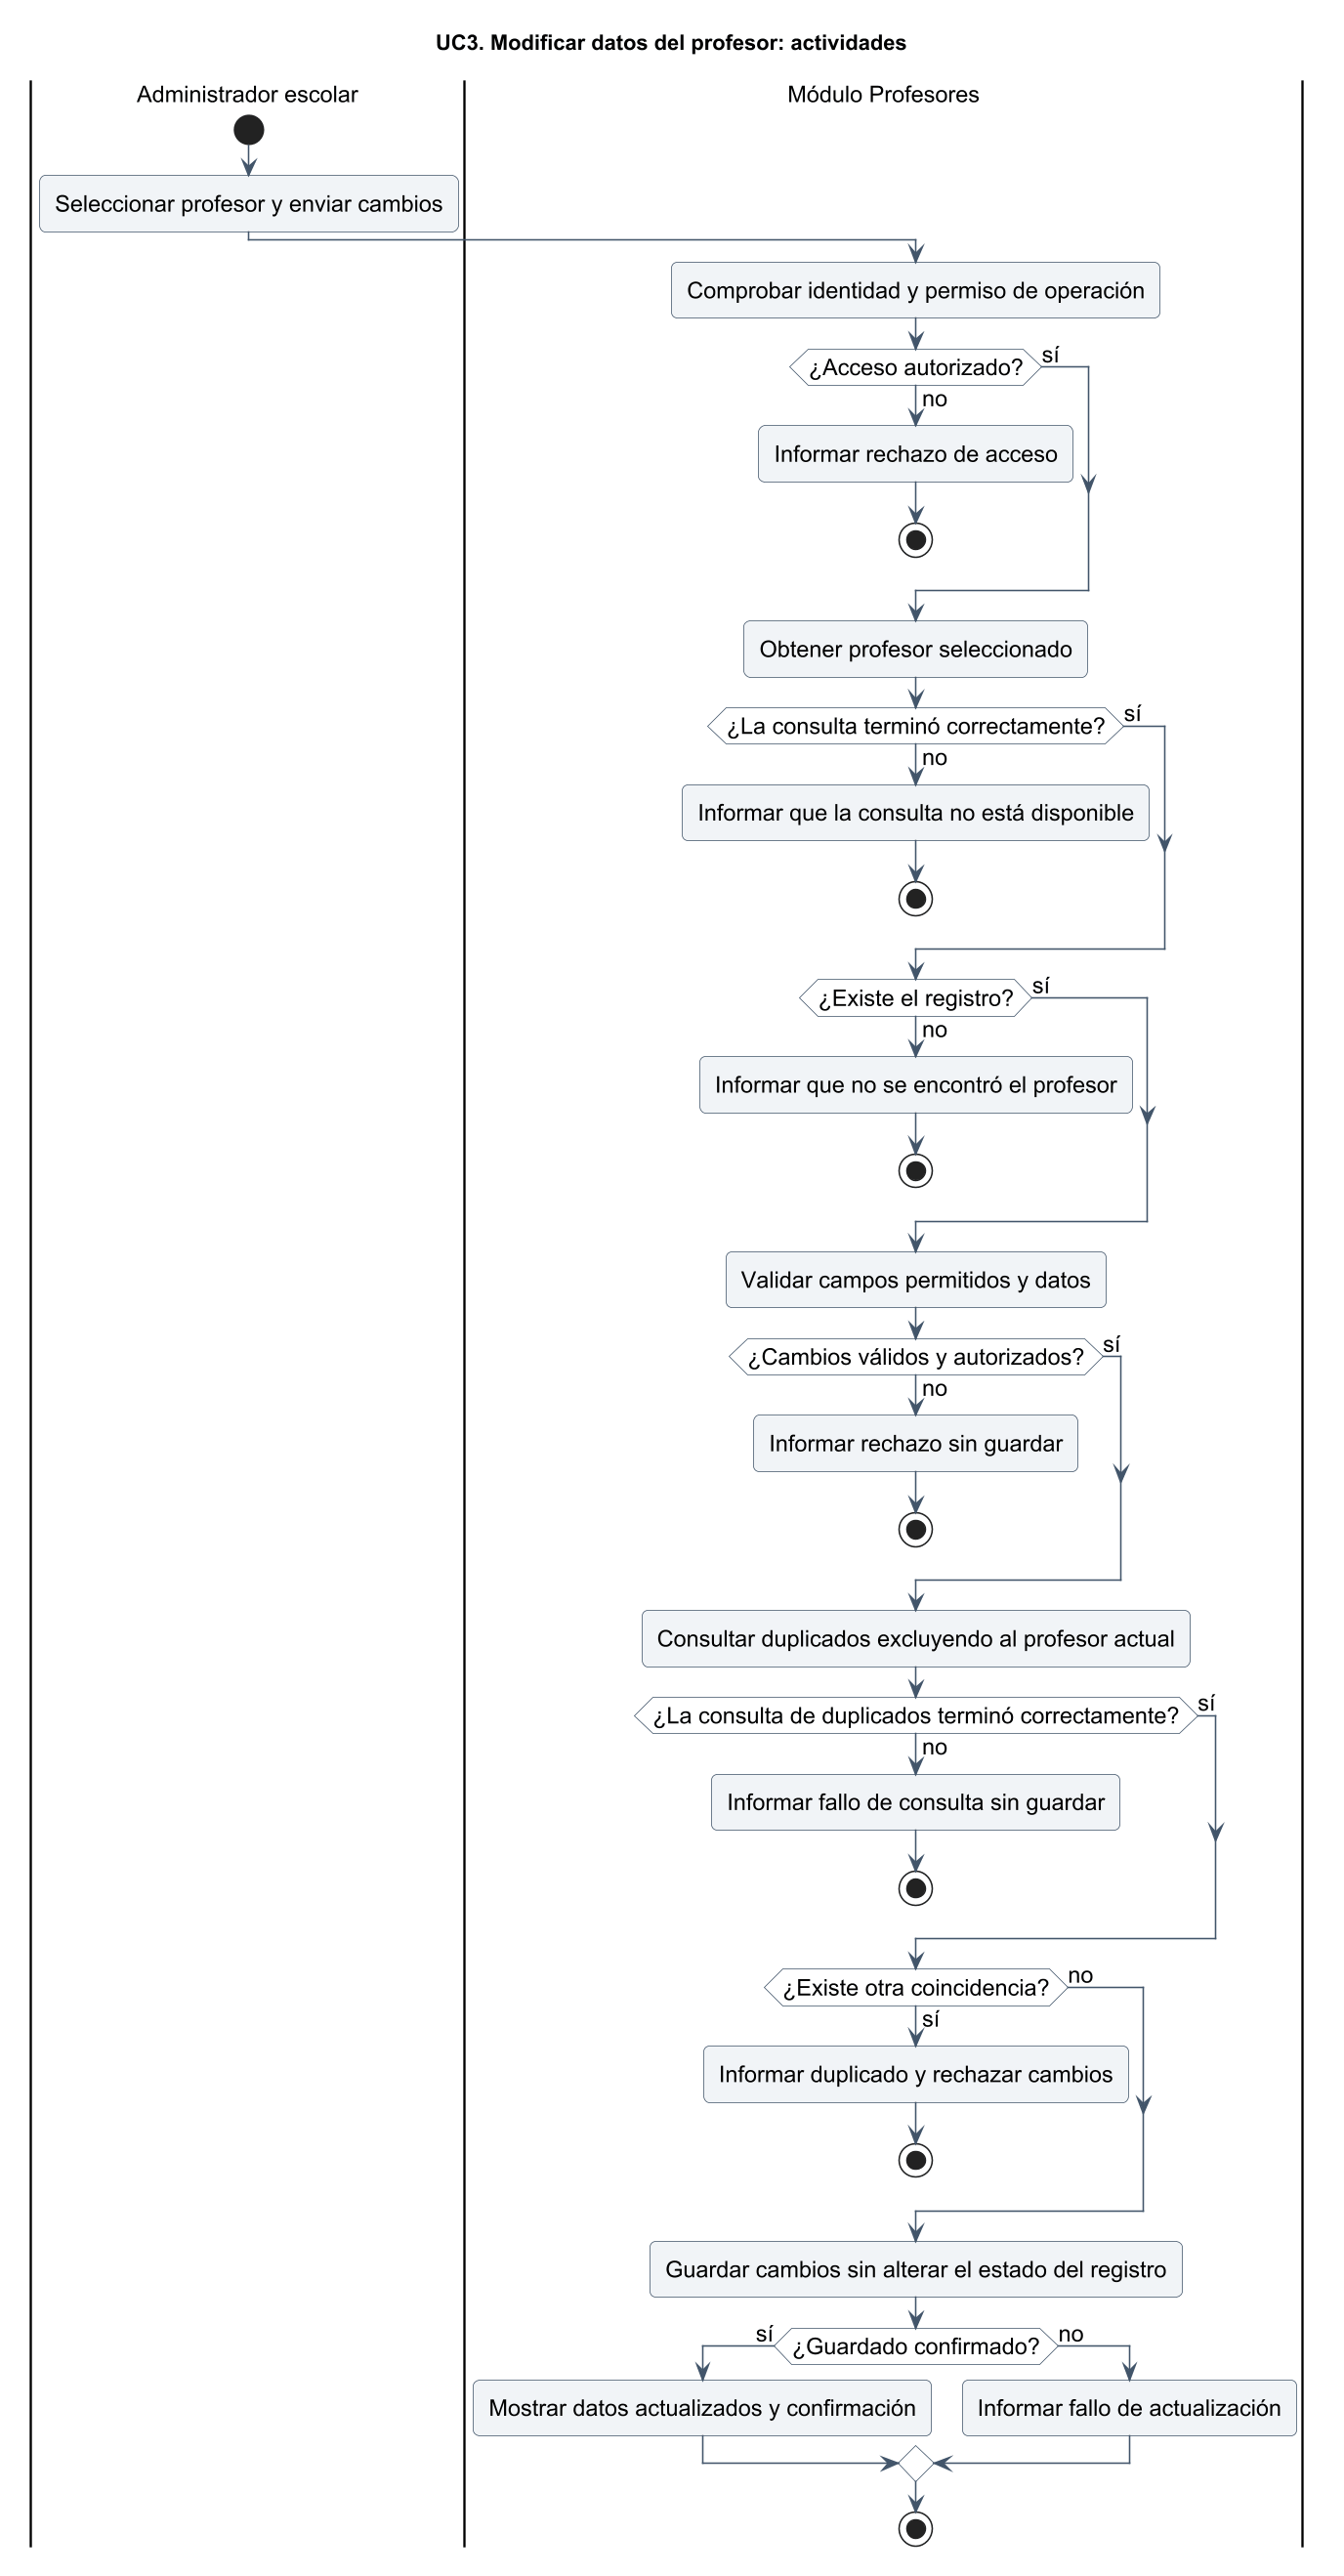 UC3. Modificar datos del profesor: actividades
Administrador escolar
Módulo Profesores
Seleccionar profesor y enviar cambios
Comprobar identidad y permiso de operación
¿Acceso autorizado?
sí
no
Informar rechazo de acceso
Obtener profesor seleccionado
¿La consulta terminó correctamente?
sí
no
Informar que la consulta no está disponible
¿Existe el registro?
sí
no
Informar que no se encontró el profesor
Validar campos permitidos y datos
¿Cambios válidos y autorizados?
sí
no
Informar rechazo sin guardar
Consultar duplicados excluyendo al profesor actual
¿La consulta de duplicados terminó correctamente?
sí
no
Informar fallo de consulta sin guardar
¿Existe otra coincidencia?
no
sí
Informar duplicado y rechazar cambios
Guardar cambios sin alterar el estado del registro
sí
¿Guardado confirmado?
no
Mostrar datos actualizados y confirmación
Informar fallo de actualización